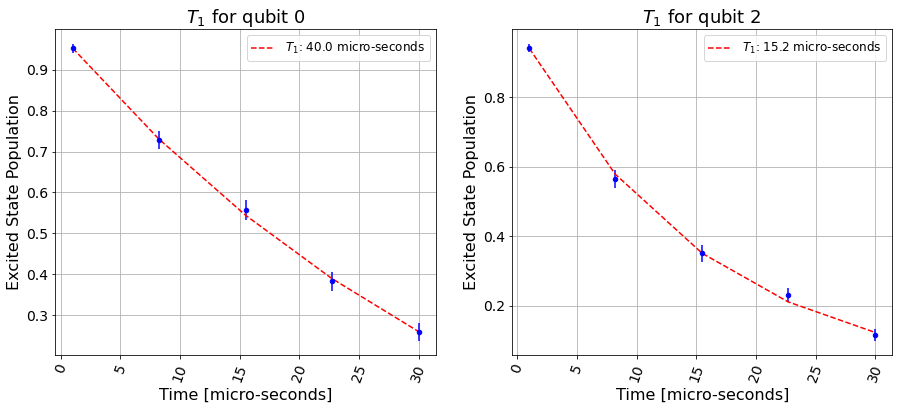 T₁ for qubit 0
T₁: 40.0 micro-seconds
Excited State Population
0.9
0.8
0.7
0.6
0.5
0.4
0.3
0 5 10 15 20 25 30
Time [micro-seconds]
T₁ for qubit 2
T₁: 15.2 micro-seconds
Excited State Population
0.8
0.6
0.4
0.2
0 5 10 15 20 25 30
Time [micro-seconds]